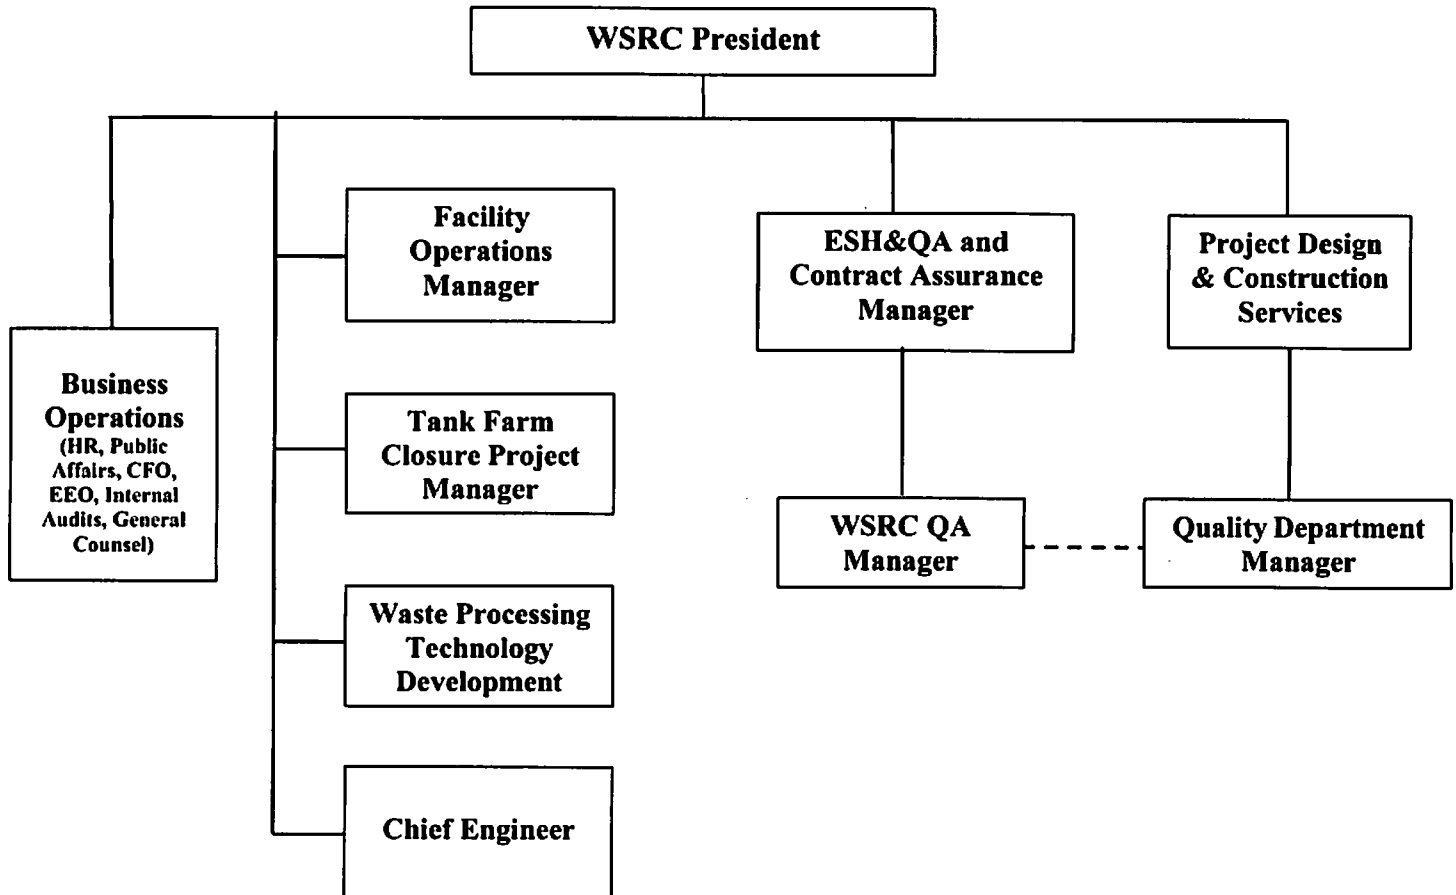 WSRC President
Facility
Operations
Manager
ESH&QA and
Contract Assurance
Manager
Project Design
& Construction
Services
Business
Operations
(HR, Public
Affairs, CFO,
EEO, Internal
Audits, General
Counsel)
Tank Farm
Closure Project
Manager
WSRC QA
Manager
Quality Department
Manager
Waste Processing
Technology
Development
Chief Engineer